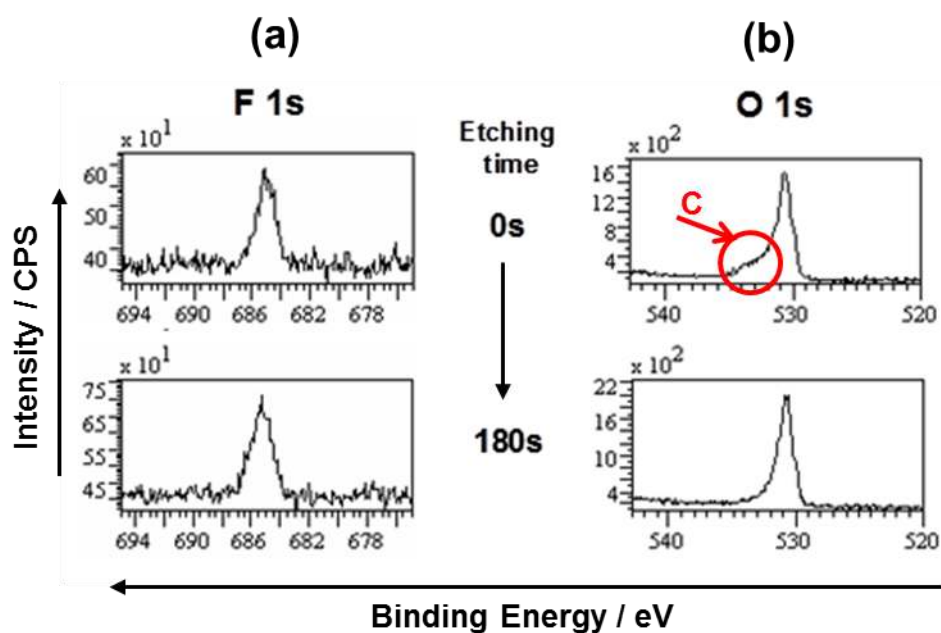 (a)
(b)
F 1s
O 1s
Etching
time
0s
180s
x 10¹
60
50
40
694 690 686 682 678
x 10²
16
12
8
4
540 530 520
C
x 10¹
75
65
55
45
694 690 686 682 678
x 10²
22
16
10
4
540 530 520
Intensity / CPS
Binding Energy / eV